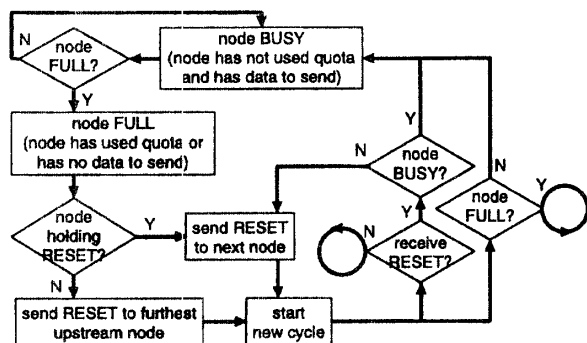 N
node
FULL?
node BUSY
(node has not used quota
and has data to send)
Y
node FULL
(node has used quota or
has no data to send)
Y
N
node
BUSY?
N
Y
node
FULL?
node
holding
RESET?
Y
send RESET
to next node
N
Y
receive
RESET?
N
send RESET to furthest
upstream node
start
new cycle